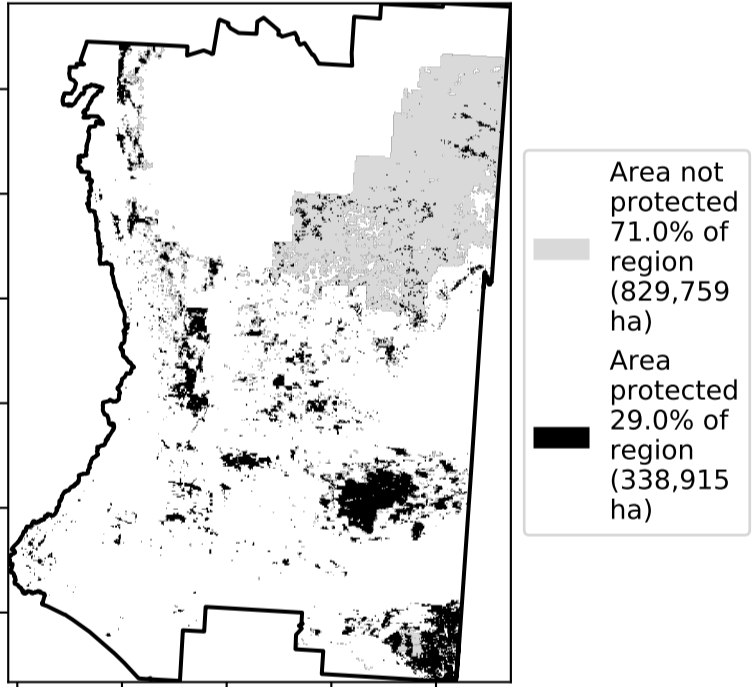 Area not
protected
71.0% of
region
(829,759
ha)
Area
protected
29.0% of
region
(338,915
ha)